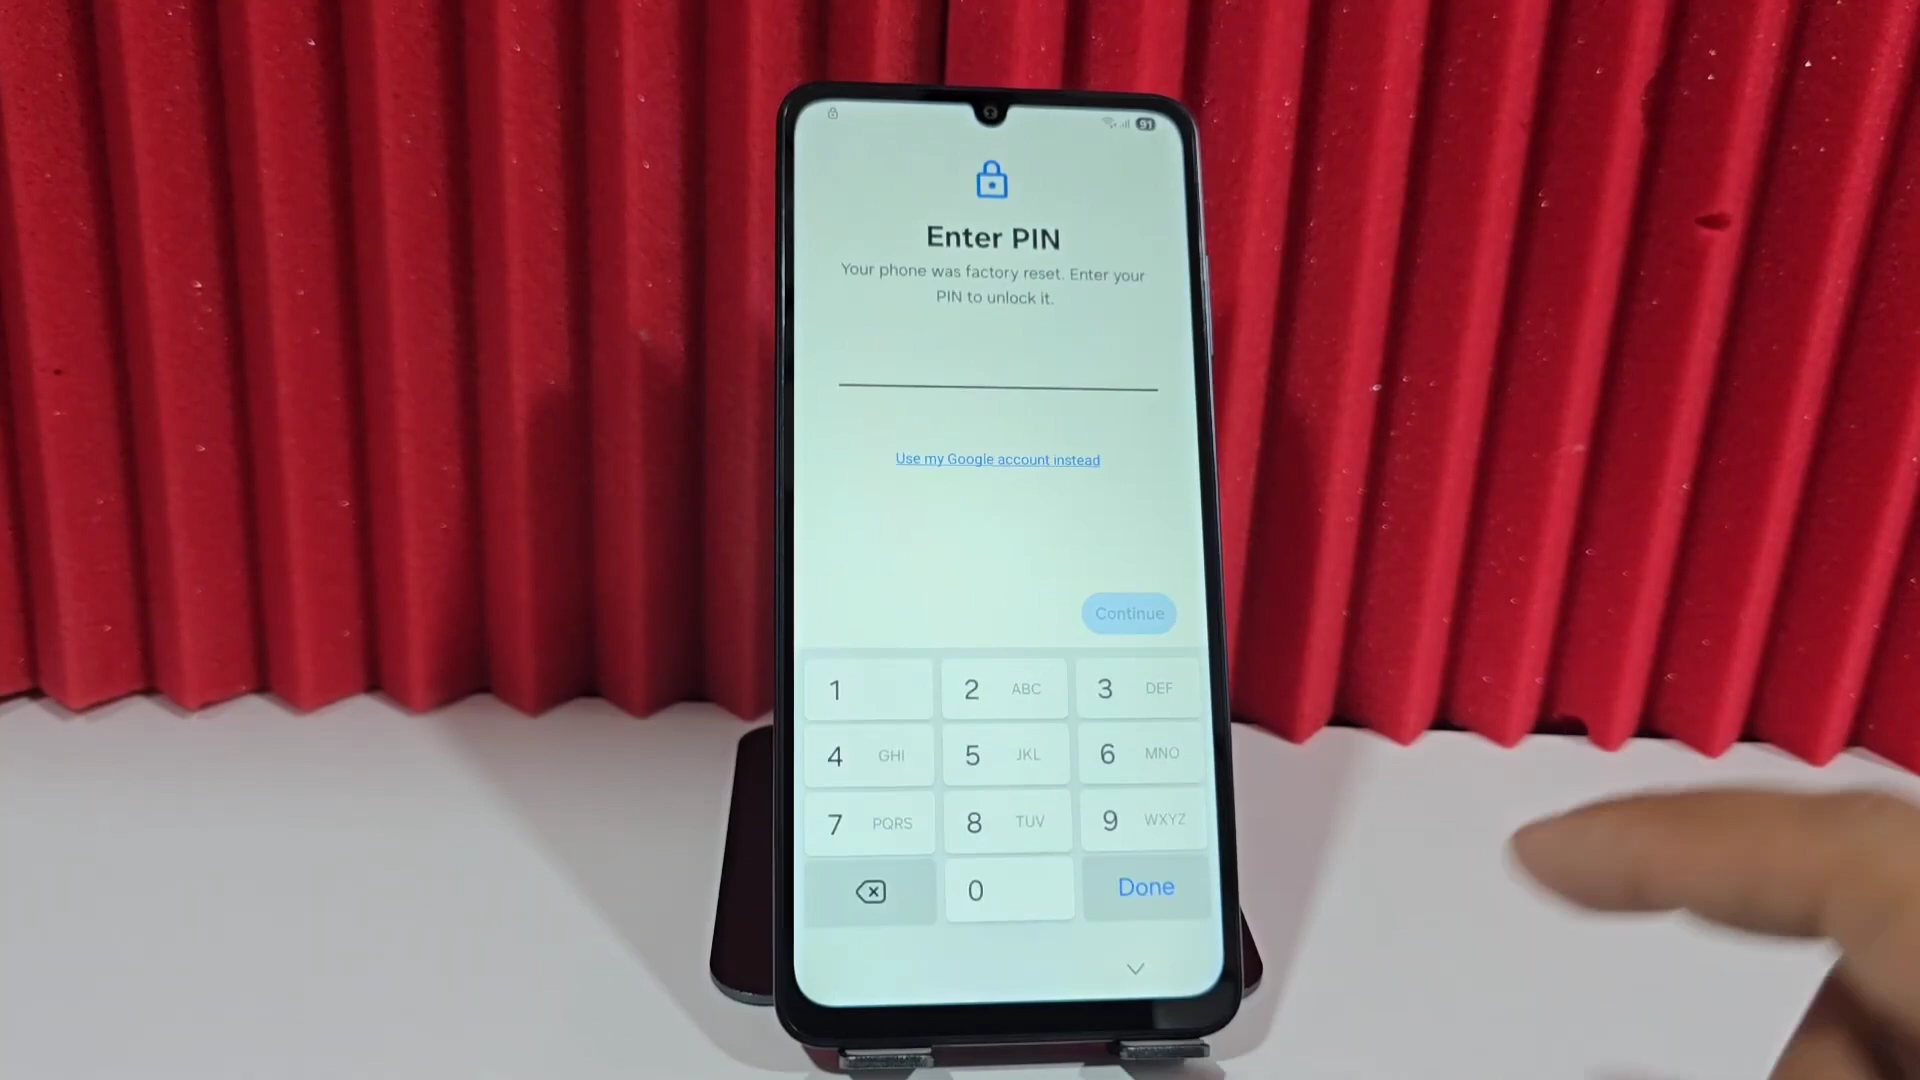 91
Enter PIN
Your phone was factory reset. Enter your
PIN to unlock it.
Use my Google account instead
Continue
1
2 ABC
3 DEF
4 GHI
5 JKL
6 MNO
7 PQRS
8 TUV
9 WXYZ
0
Done